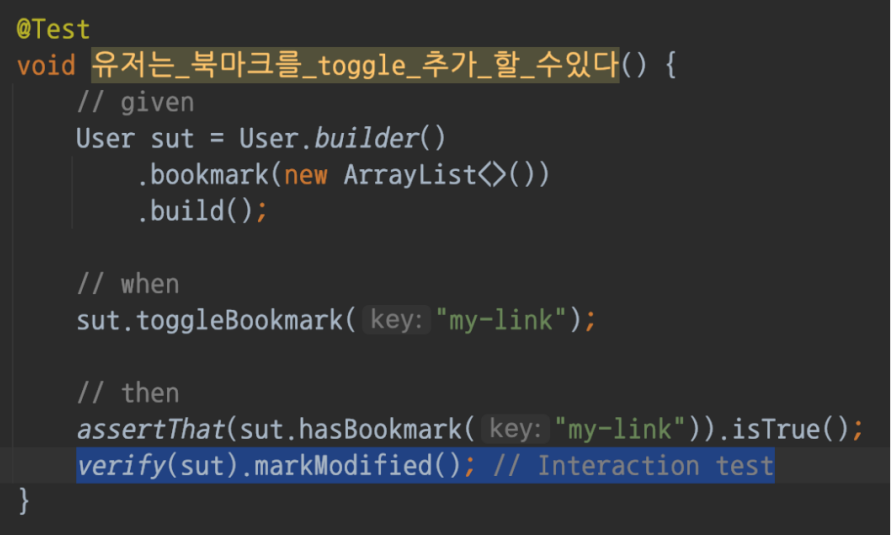 @Test
void 유저는_북마크를_toggle_추가_할_수있다() {
// given
User sut = User.builder()
.bookmark(new ArrayList<>())
.build();
// when
sut.toggleBookmark( key: "my-link");
// then
assertThat(sut.hasBookmark( key: "my-link")).isTrue();
verify(sut).markModified(); // Interaction test
}